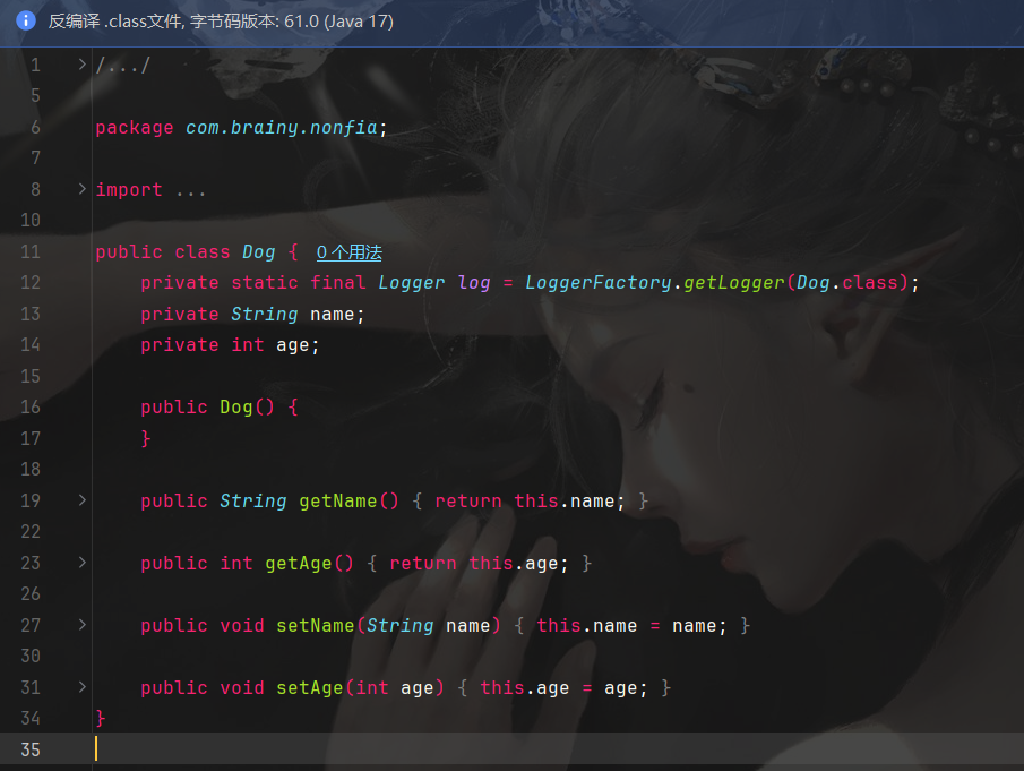 反编译 .class文件, 字节码版本: 61.0 (Java 17)
1 /.../
5
6 package com.brainy.nonfia;
7
8 import ...
10
11 public class Dog { 0 个用法
12 private static final Logger log = LoggerFactory.getLogger(Dog.class);
13 private String name;
14 private int age;
15
16 public Dog() {
17 }
18
19 public String getName() { return this.name; }
22
23 public int getAge() { return this.age; }
26
27 public void setName(String name) { this.name = name; }
30
31 public void setAge(int age) { this.age = age; }
34 }
35